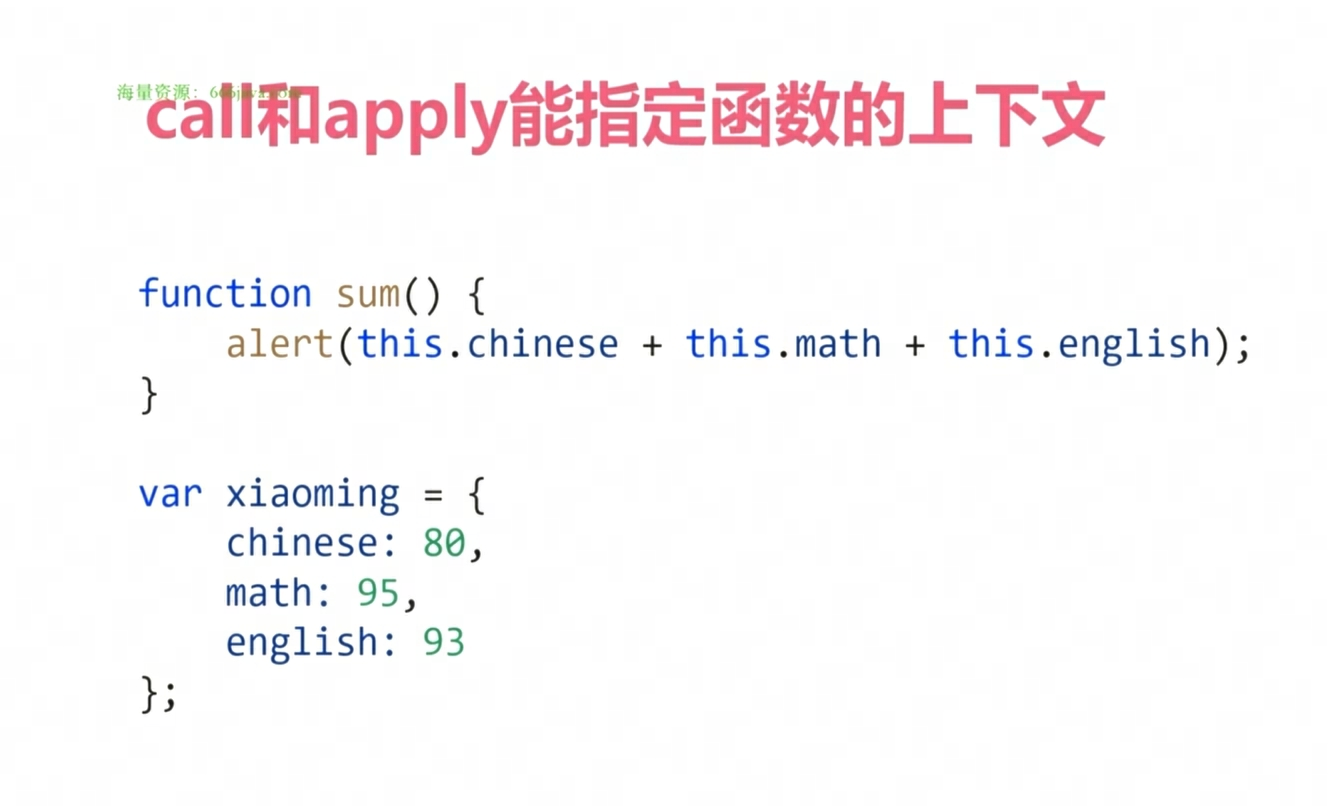 海量资源：
call和apply能指定函数的上下文
function sum() {
    alert(this.chinese + this.math + this.english);
}
var xiaoming = {
    chinese: 80,
    math: 95,
    english: 93
};